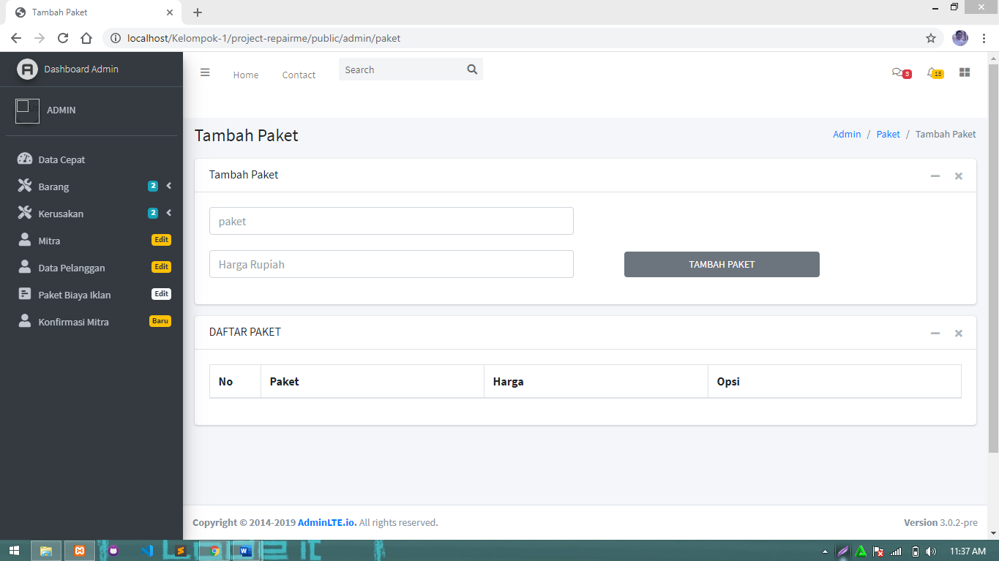 Tambah Paket
localhost/Kelompok-1/project-repairme/public/admin/paket
Dashboard Admin
Home Contact Search 3 15
ADMIN
Tambah Paket
Admin / Paket / Tambah Paket
Data Cepat
Barang 2
Kerusakan 2
Mitra Edit
Data Pelanggan Edit
Paket Biaya Iklan Edit
Konfirmasi Mitra Baru
Tambah Paket
paket
Harga Rupiah
TAMBAH PAKET
DAFTAR PAKET
No Paket Harga Opsi
Copyright © 2014-2019 AdminLTE.io. All rights reserved.
Version 3.0.2-pre
11:37 AM